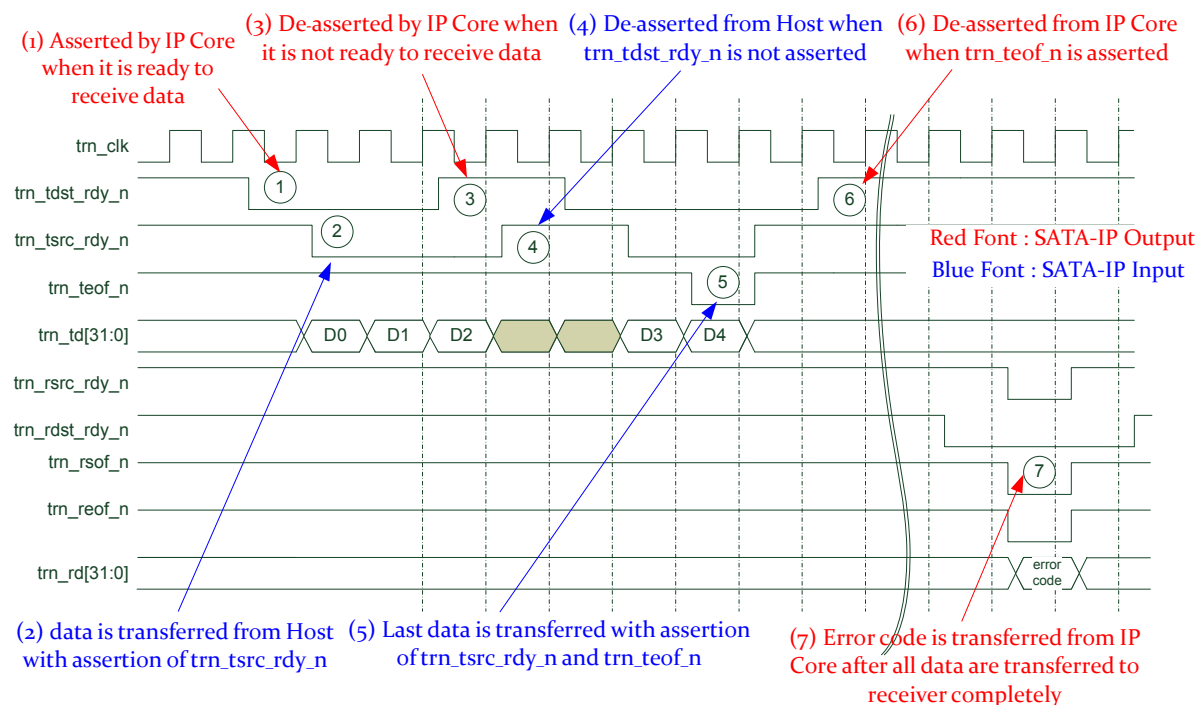 (1) Asserted by IP Core
when it is ready to
receive data
(3) De-asserted by IP Core when
it is not ready to receive data
(4) De-asserted from Host when
trn_tdst_rdy_n is not asserted
(6) De-asserted from IP Core
when trn_teof_n is asserted
trn_clk
trn_tdst_rdy_n
1
3
6
trn_tsrc_rdy_n
2
4
Red Font : SATA-IP Output
Blue Font : SATA-IP Input
trn_teof_n
5
trn_td[31:0]
D0
D1
D2
D3
D4
trn_rsrc_rdy_n
trn_rdst_rdy_n
trn_rsof_n
7
trn_reof_n
trn_rd[31:0]
error
code
(2) data is transferred from Host
with assertion of trn_tsrc_rdy_n
(5) Last data is transferred with assertion
of trn_tsrc_rdy_n and trn_teof_n
(7) Error code is transferred from IP
Core after all data are transferred to
receiver completely